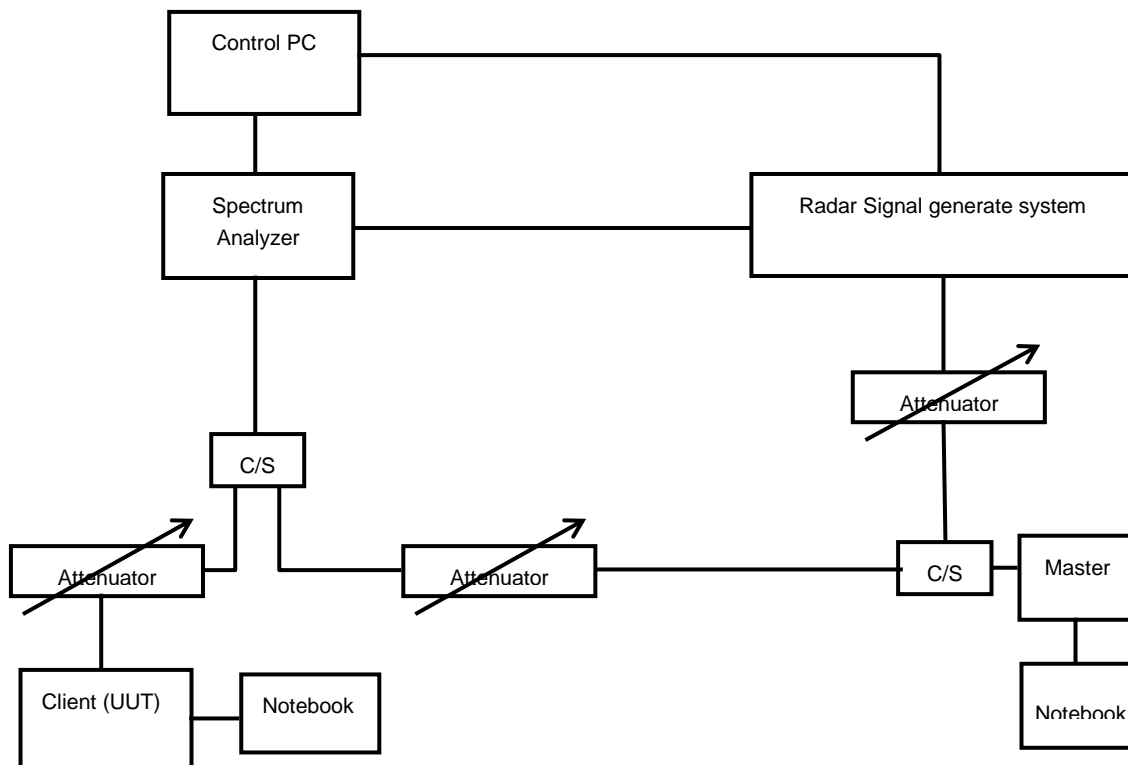 Control PC
Spectrum
Analyzer
Radar Signal generate system
Attenuator
C/S
Attenuator
Attenuator
C/S
Master
Client (UUT)
Notebook
Notebook